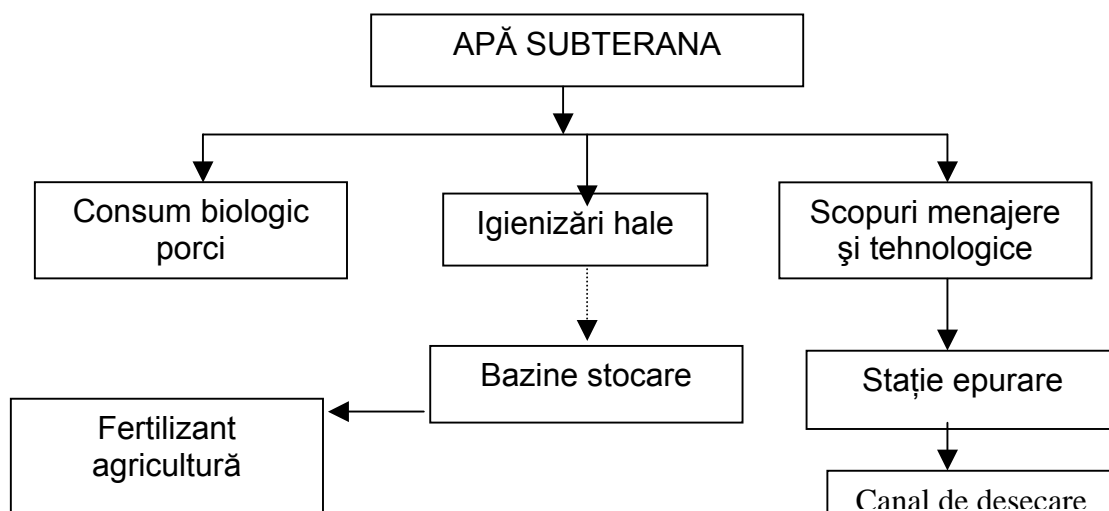 APĂ SUBTERANA
Consum biologic
porci
Igienizări hale
Scopuri menajere
şi tehnologice
Bazine stocare
Stație epurare
Fertilizant
agricultură
Canal de desecare